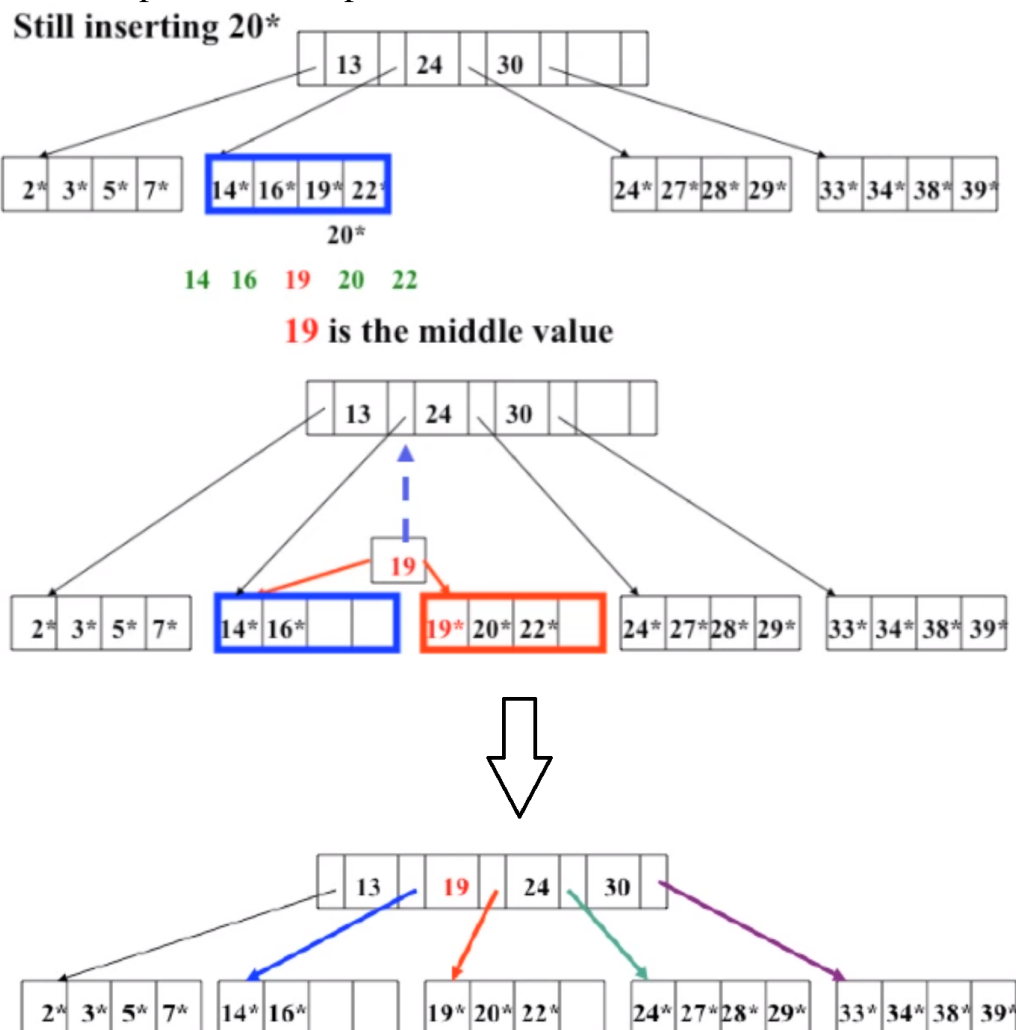 Still inserting 20*
13 24 30
2* 3* 5* 7* 14* 16* 19* 22* 24* 27* 28* 29* 33* 34* 38* 39*
20*
14 16 19 20 22
19 is the middle value
13 24 30
19
2* 3* 5* 7* 14* 16* 19* 20* 22* 24* 27* 28* 29* 33* 34* 38* 39*
13 19 24 30
2* 3* 5* 7* 14* 16* 19* 20* 22* 24* 27* 28* 29* 33* 34* 38* 39*